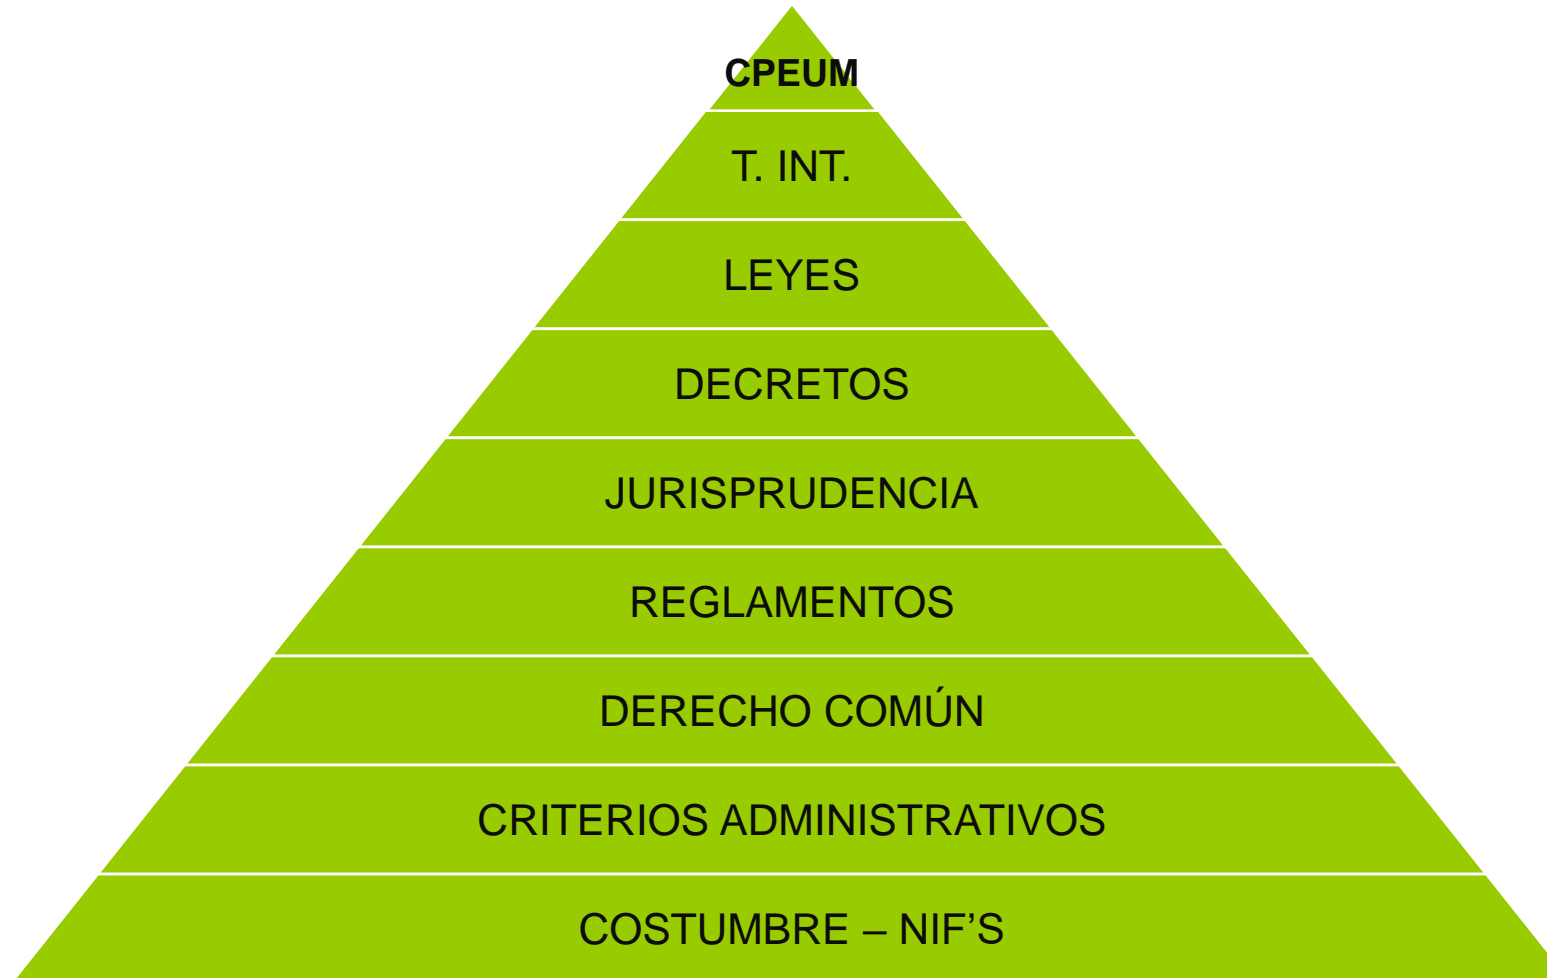 CPEUM
T. INT.
LEYES
DECRETOS
JURISPRUDENCIA
REGLAMENTOS
DERECHO COMÚN
CRITERIOS ADMINISTRATIVOS
COSTUMBRE – NIF’S